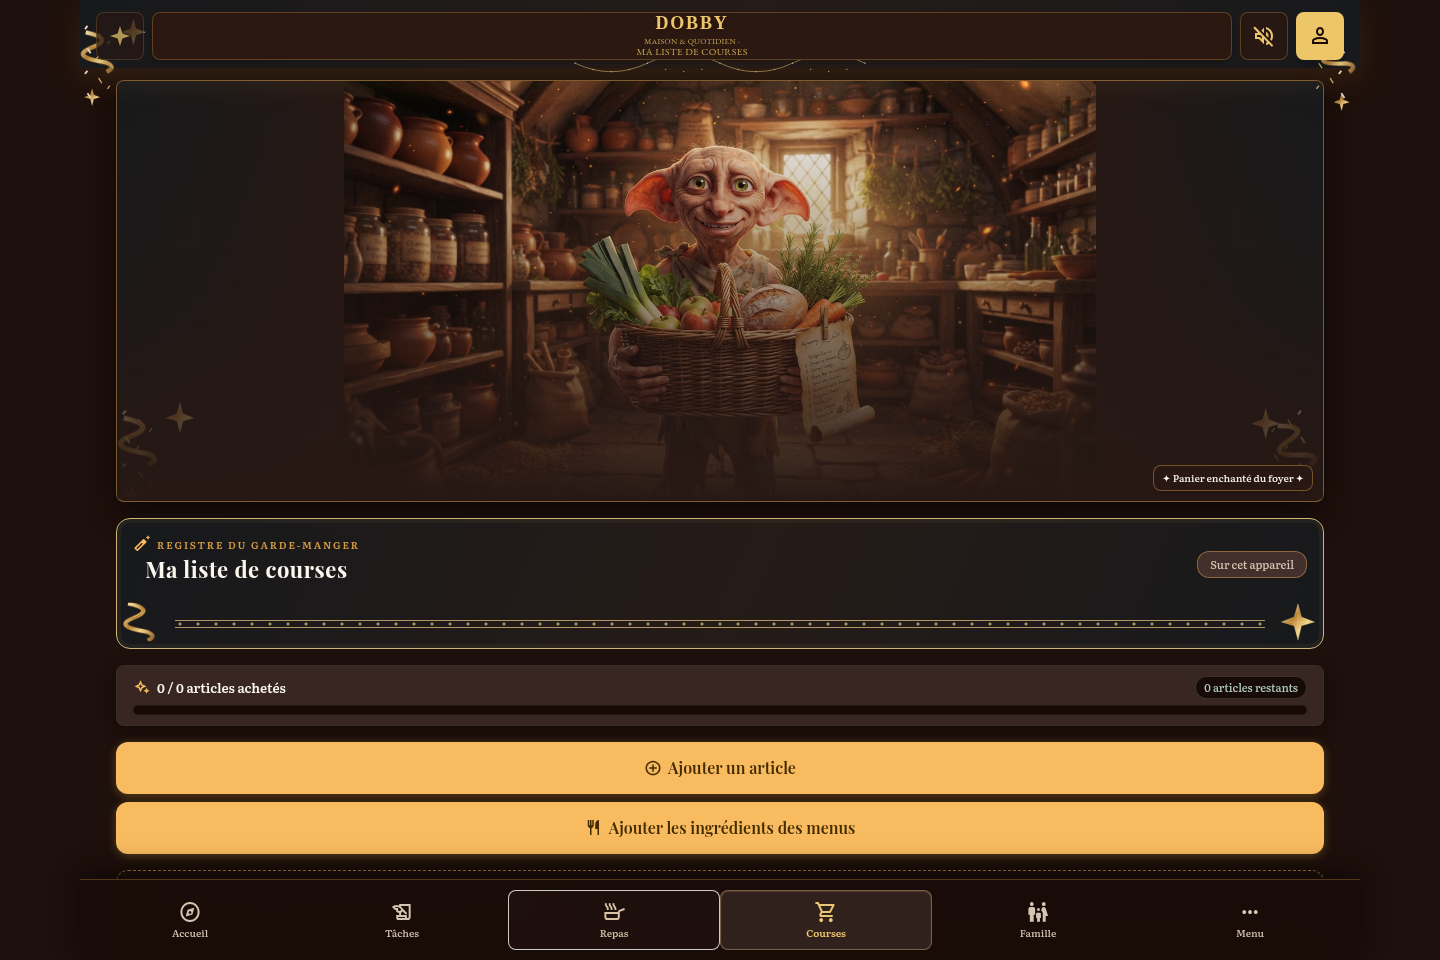 DOBBY
MAISON & QUOTIDIEN ·
MA LISTE DE COURSES
✦ Panier enchanté du foyer ✦
REGISTRE DU GARDE-MANGER
Ma liste de courses
Sur cet appareil
0 / 0 articles achetés
0 articles restants
Ajouter un article
Ajouter les ingrédients des menus
Accueil
Tâches
Repas
Courses
Famille
Menu